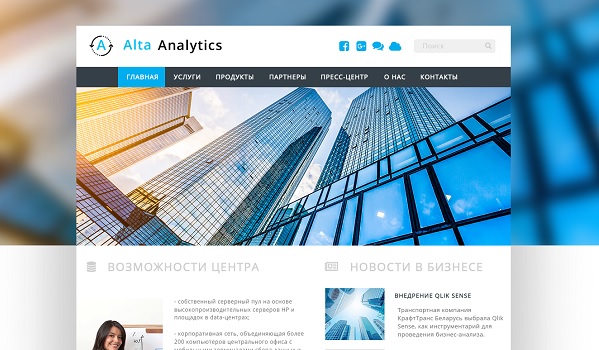 Alta Analytics
Поиск
ГЛАВНАЯ УСЛУГИ ПРОДУКТЫ ПАРТНЕРЫ ПРЕСС-ЦЕНТР О НАС КОНТАКТЫ
ВОЗМОЖНОСТИ ЦЕНТРА
- собственный серверный пул на основе
высокопроизводительных серверов HP и
площадок в data-центрах;
- корпоративная сеть, объединяющая более
200 компьютеров центрального офиса с
НОВОСТИ В БИЗНЕСЕ
ВНЕДРЕНИЕ QLIK SENSE
Транспортная компания
КрафтТранс Беларусь выбрала Qlik
Sense, как инструментарий для
проведения бизнес-анализа.